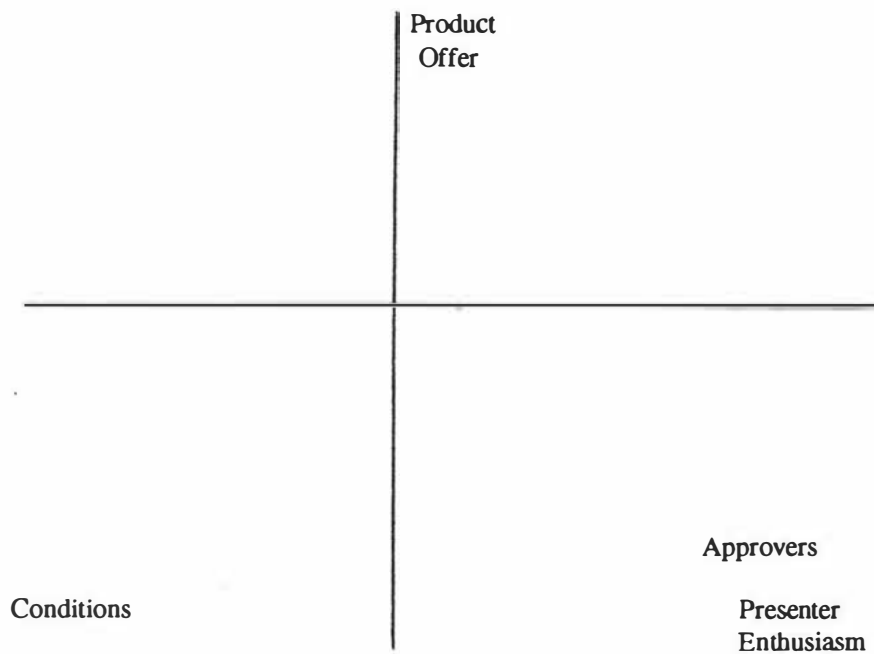 Product
Offer
Approvers
Conditions
Presenter
Enthusiasm